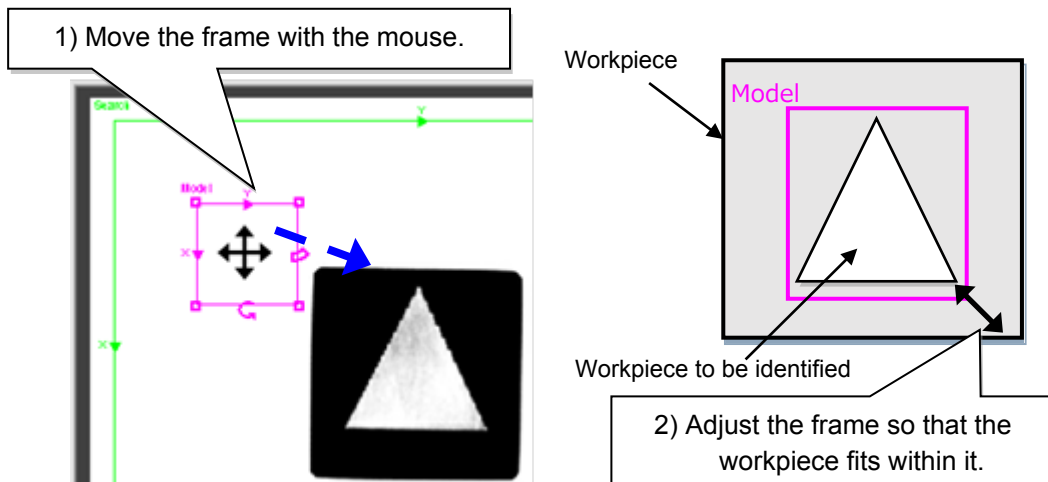 1) Move the frame with the mouse.
Search
Y
Model
Y
X
X
Workpiece
Model
Workpiece to be identified
2) Adjust the frame so that the
workpiece fits within it.